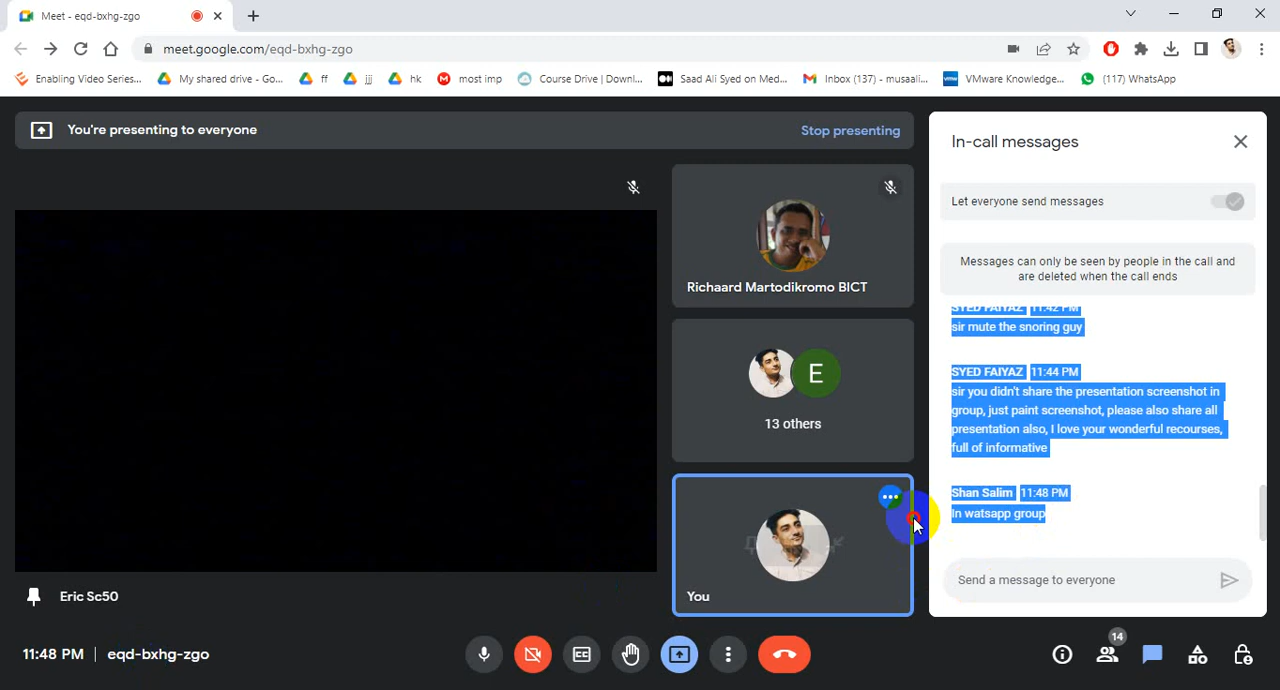 Meet - eqd-bxhg-zgo
meet.google.com/eqd-bxhg-zgo
Enabling Video Series...
My shared drive - Go...
ff
jjj
hk
most imp
Course Drive | Downl...
Saad Ali Syed on Med...
Inbox (137) - musaali...
VMware Knowledge...
(117) WhatsApp
You're presenting to everyone
Stop presenting
Richaard Martodikromo BICT
E
13 others
You
Eric Sc50
In-call messages
Let everyone send messages
Messages can only be seen by people in the call and
are deleted when the call ends
SYED FAIYAZ 11:42 PM
sir mute the snoring guy
SYED FAIYAZ 11:44 PM
sir you didn't share the presentation screenshot in
group, just paint screenshot, please also share all
presentation also, I love your wonderful recourses,
full of informative
Shan Salim 11:48 PM
In watsapp group
Send a message to everyone
11:48 PM | eqd-bxhg-zgo
14